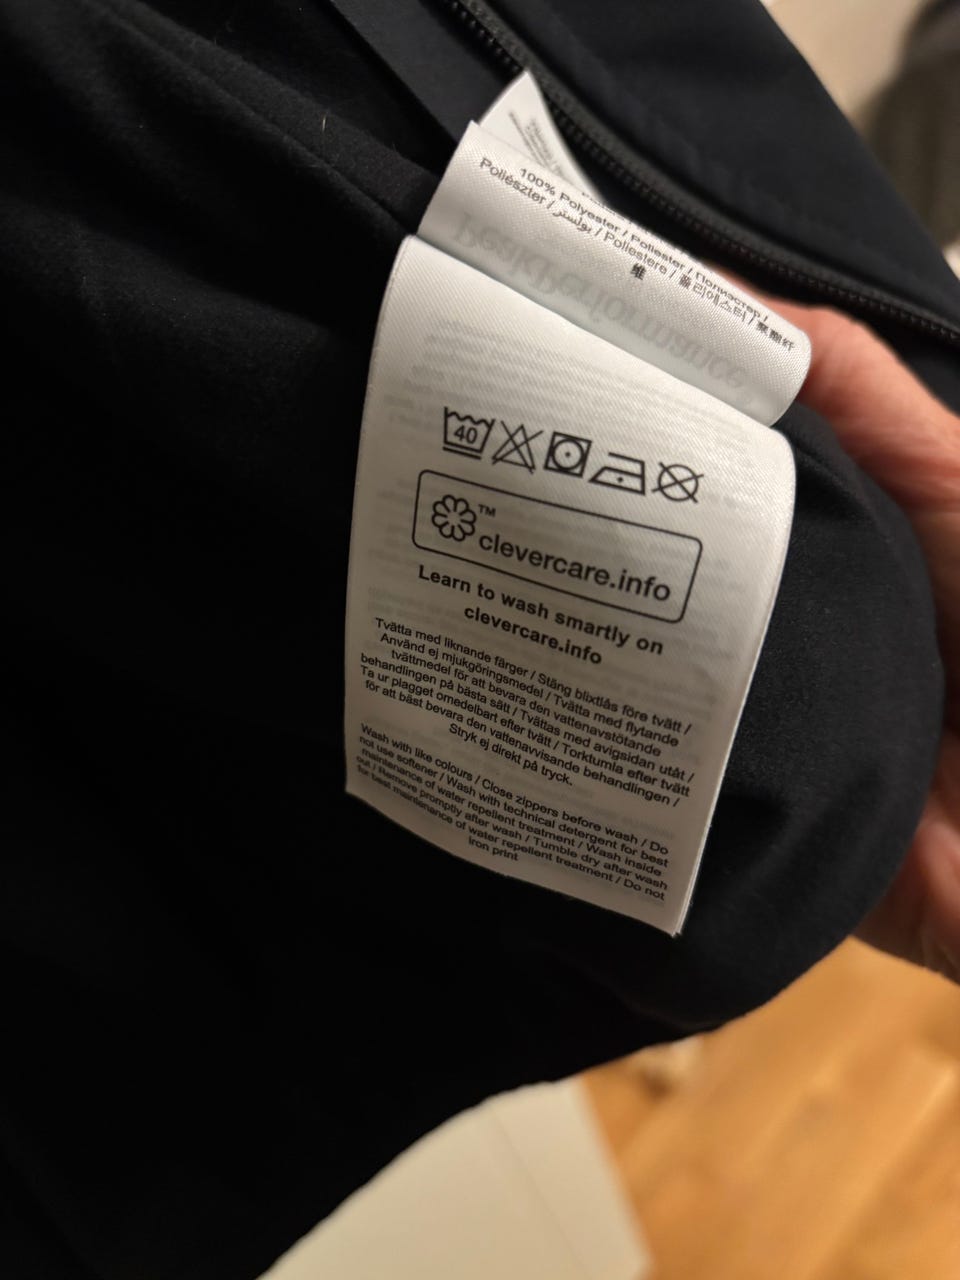 100% Polyester / Poliester / Полиэстер /
Poliészter / بوليستر / Poliestere / 폴리에스터 / 聚酯纤
維
PeakPerformance
40
TM
clevercare.info
Learn to wash smartly on
clevercare.info
Tvätta med liknande färger / Stäng blixtlås före tvätt /
Använd ej mjukgöringsmedel / Tvätta med flytande
tvättmedel för att bevara den vattenavstötande
behandlingen på bästa sätt / Tvättas med avigsidan utåt /
Ta ur plagget omedelbart efter tvätt / Torktumla efter tvätt
för att bäst bevara den vattenavvisande behandlingen /
Stryk ej direkt på tryck.
Wash with like colours / Close zippers before wash / Do
not use softener / Wash with technical detergent for best
maintenance of water repellent treatment / Wash inside
out / Remove promptly after wash / Tumble dry after wash
for best maintenance of water repellent treatment / Do not
iron print